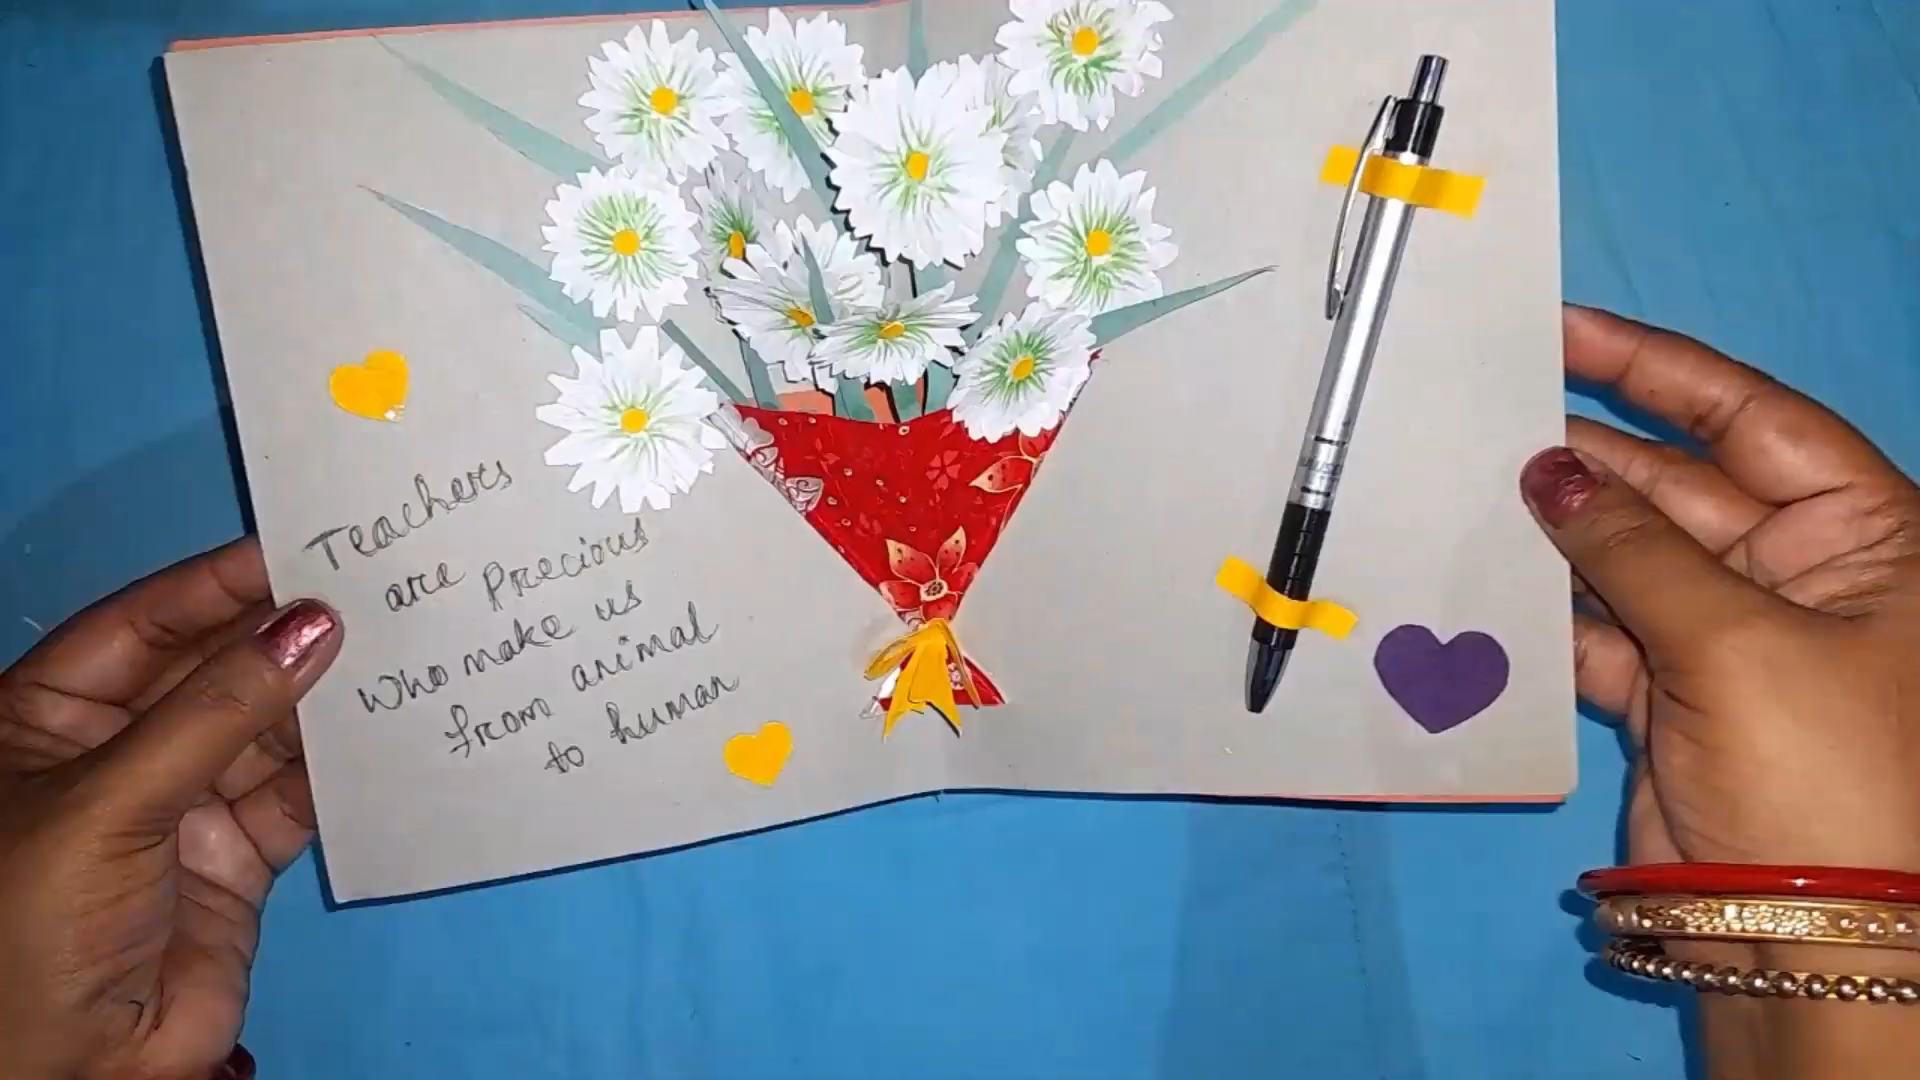 Teachers
are precious
who make us
from animal
to human